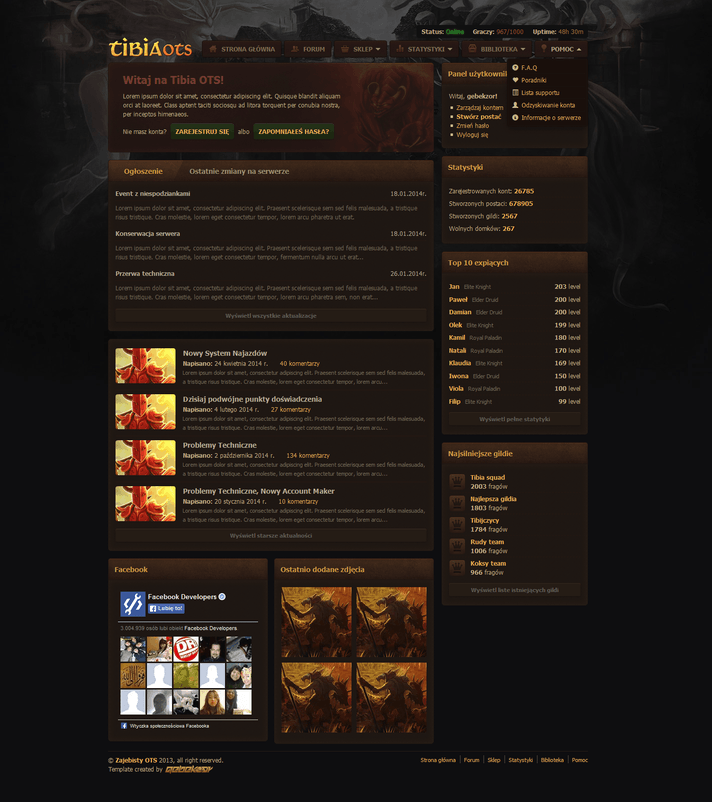 Status: Online Graczy: 967/1000 Uptime: 48h 30m
TIBIAOTS
STRONA GŁÓWNA FORUM SKLEP STATYSTYKI BIBLIOTEKA POMOC
F.A.Q
Poradniki
Lista supportu
Odzyskiwanie konta
Informacje o serwerze
Witaj na Tibia OTS!
Lorem ipsum dolor sit amet, consectetur adipiscing elit. Quisque blandit aliquam
orci at laoreet. Class aptent taciti sociosqu ad litora torquent per conubia nostra,
per inceptos himenaeos.
Nie masz konta? ZAREJESTRUJ SIĘ albo ZAPOMNIAŁEŚ HASŁA?
Panel użytkownik
Witaj, gebekzor!
Zarządzaj kontem
Stwórz postać
Zmień hasło
Wyloguj się
Ogłoszenie Ostatnie zmiany na serwerze
Event z niespodziankami 18.01.2014r.
Lorem ipsum dolor sit amet, consectetur adipiscing elit. Praesent scelerisque sem sed felis malesuada, a tristique
risus tristique. Cras molestie, lorem eget consectetur tempor, lorem arcu pharetra ut erat.
Konserwacja serwera 18.01.2014r.
Lorem ipsum dolor sit amet, consectetur adipiscing elit. Praesent scelerisque sem sed felis malesuada, a tristique
risus tristique. Cras molestie, lorem eget consectetur tempor, fermentum nulla arcu ut erat...
Przerwa techniczna 26.01.2014r.
Lorem ipsum dolor sit amet, consectetur adipiscing elit. Praesent scelerisque sem sed felis malesuada, a tristique
risus tristique. Cras molestie, lorem eget consectetur tempor, lorem arcu pharetra sem, non erat...
Wyświetl wszystkie aktualizacje
Statystyki
Zarejestrowanych kont: 26785
Stworzonych postaci: 678905
Stworzonych gildi: 2567
Wolnych domków: 267
Top 10 expiących
Jan Elite Knight 203 level
Paweł Elder Druid 200 level
Damian Elder Druid 200 level
Olek Elite Knight 199 level
Kamil Royal Paladin 180 level
Natali Royal Paladin 170 level
Klaudia Elite Knight 169 level
Iwona Elder Druid 150 level
Viola Royal Paladin 100 level
Filip Elite Knight 99 level
Wyświetl pełne statytyki
Nowy System Najazdów
Napisano: 24 kwietnia 2014 r. 40 komentarzy
Lorem ipsum dolor sit amet, consectetur adipiscing elit. Praesent scelerisque sem sed felis malesuada,
a tristique risus tristique. Cras molestie, lorem eget consectetur tempor, lorem arcu...
Dzisiaj podwójne punkty doświadczenia
Napisano: 4 lutego 2014 r. 27 komentarzy
Lorem ipsum dolor sit amet, consectetur adipiscing elit. Praesent scelerisque sem sed felis malesuada,
a tristique risus tristique. Cras molestie, lorem eget consectetur tempor, lorem arcu...
Problemy Techniczne
Napisano: 2 października 2014 r. 134 komentarzy
Lorem ipsum dolor sit amet, consectetur adipiscing elit. Praesent scelerisque sem sed felis malesuada,
a tristique risus tristique. Cras molestie, lorem eget consectetur tempor, lorem arcu...
Problemy Techniczne, Nowy Account Maker
Napisano: 20 stycznia 2014 r. 10 komentarzy
Lorem ipsum dolor sit amet, consectetur adipiscing elit. Praesent scelerisque sem sed felis malesuada,
a tristique risus tristique. Cras molestie, lorem eget consectetur tempor, lorem arcu...
Wyświetl starsze aktualności
Najsilniejsze gildie
Tibia squad
2003 fragów
Najlepsza gildia
1803 fragów
Tibijczycy
1784 fragów
Rudy team
1006 fragów
Koksy team
966 fragów
Wyświetl liste istniejących gildi
Facebook
Facebook Developers
Lubię to!
3 004 939 osób lubi obiekt Facebook Developers
DR
Wtyczka społecznościowa Facebooka
Ostatnio dodane zdjęcia
© Zajebisty OTS 2013, all right reserved.
Template created by
Strona główna Forum Sklep Statystyki Biblioteka Pomoc